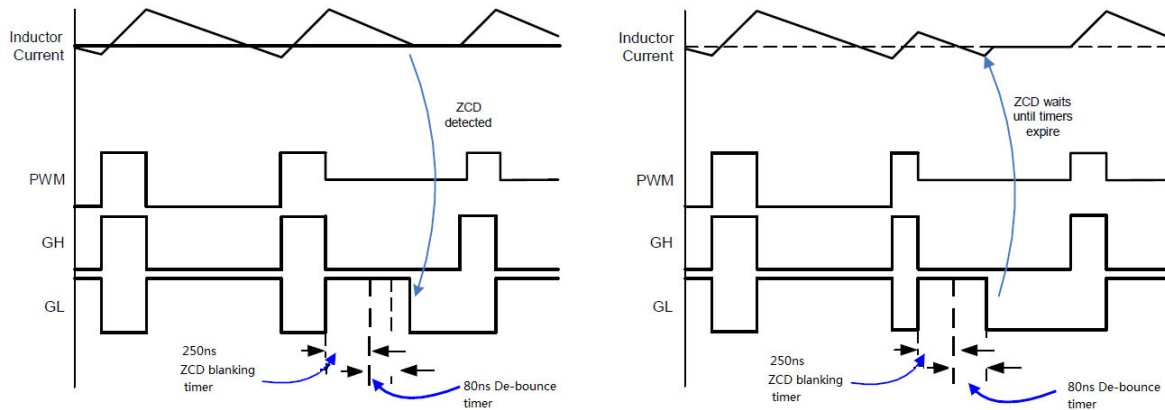 Inductor
Current
ZCD
detected
PWM
GH
GL
250ns
ZCD blanking
timer
80ns De-bounce
timer
Inductor
Current
ZCD waits
until timers
expire
PWM
GH
GL
250ns
ZCD blanking
timer
80ns De-bounce
timer